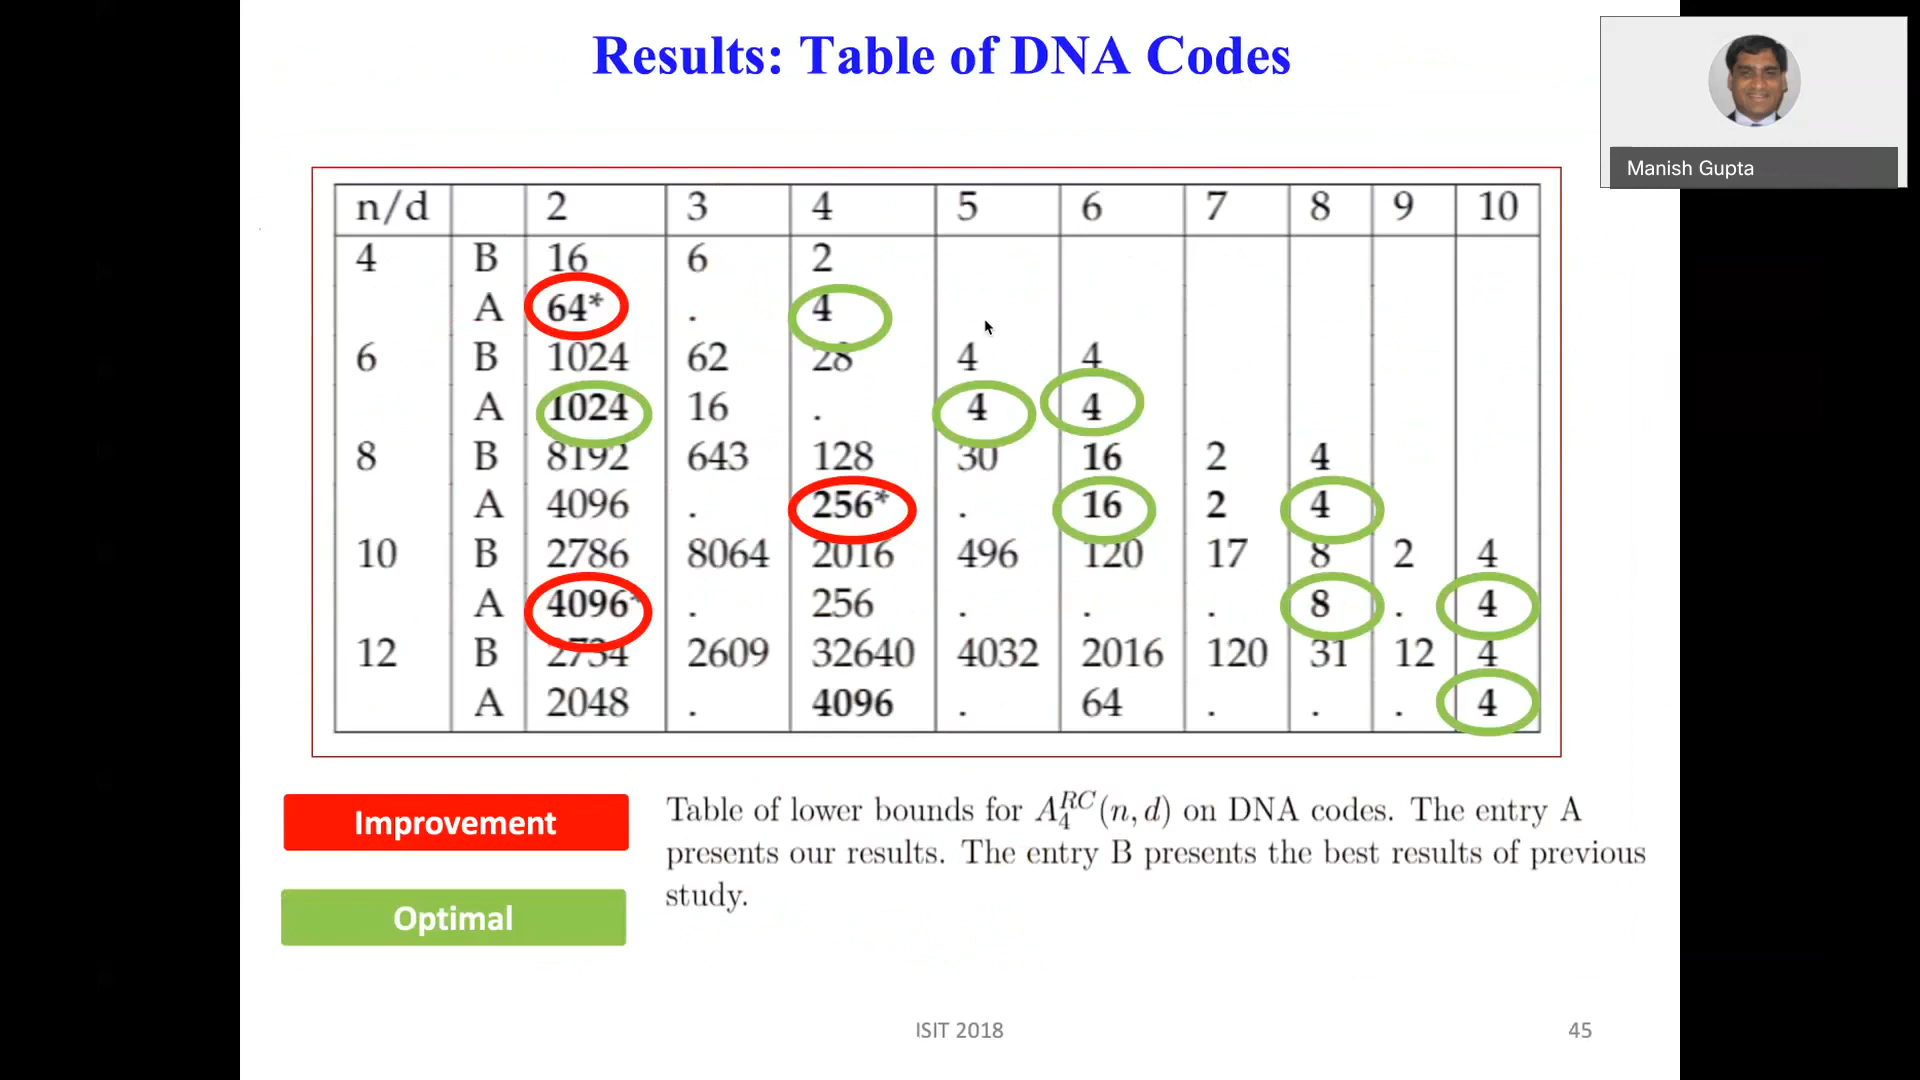 Results: Table of DNA Codes
Manish Gupta
n/d 2 3 4 5 6 7 8 9 10
4 B 16 6 2
A 64* . 4
6 B 1024 62 28 4 4
A 1024 16 . 4 4
8 B 8192 643 128 30 16 2 4
A 4096 . 256* . 16 2 4
10 B 2786 8064 2016 496 120 17 8 2 4
A 4096* . 256 . . . 8 . 4
12 B 2734 2609 32640 4032 2016 120 31 12 4
A 2048 . 4096 . 64 . . . 4
Improvement
Optimal
Table of lower bounds for A_4^{RC}(n, d) on DNA codes. The entry A
presents our results. The entry B presents the best results of previous
study.
ISIT 2018
45